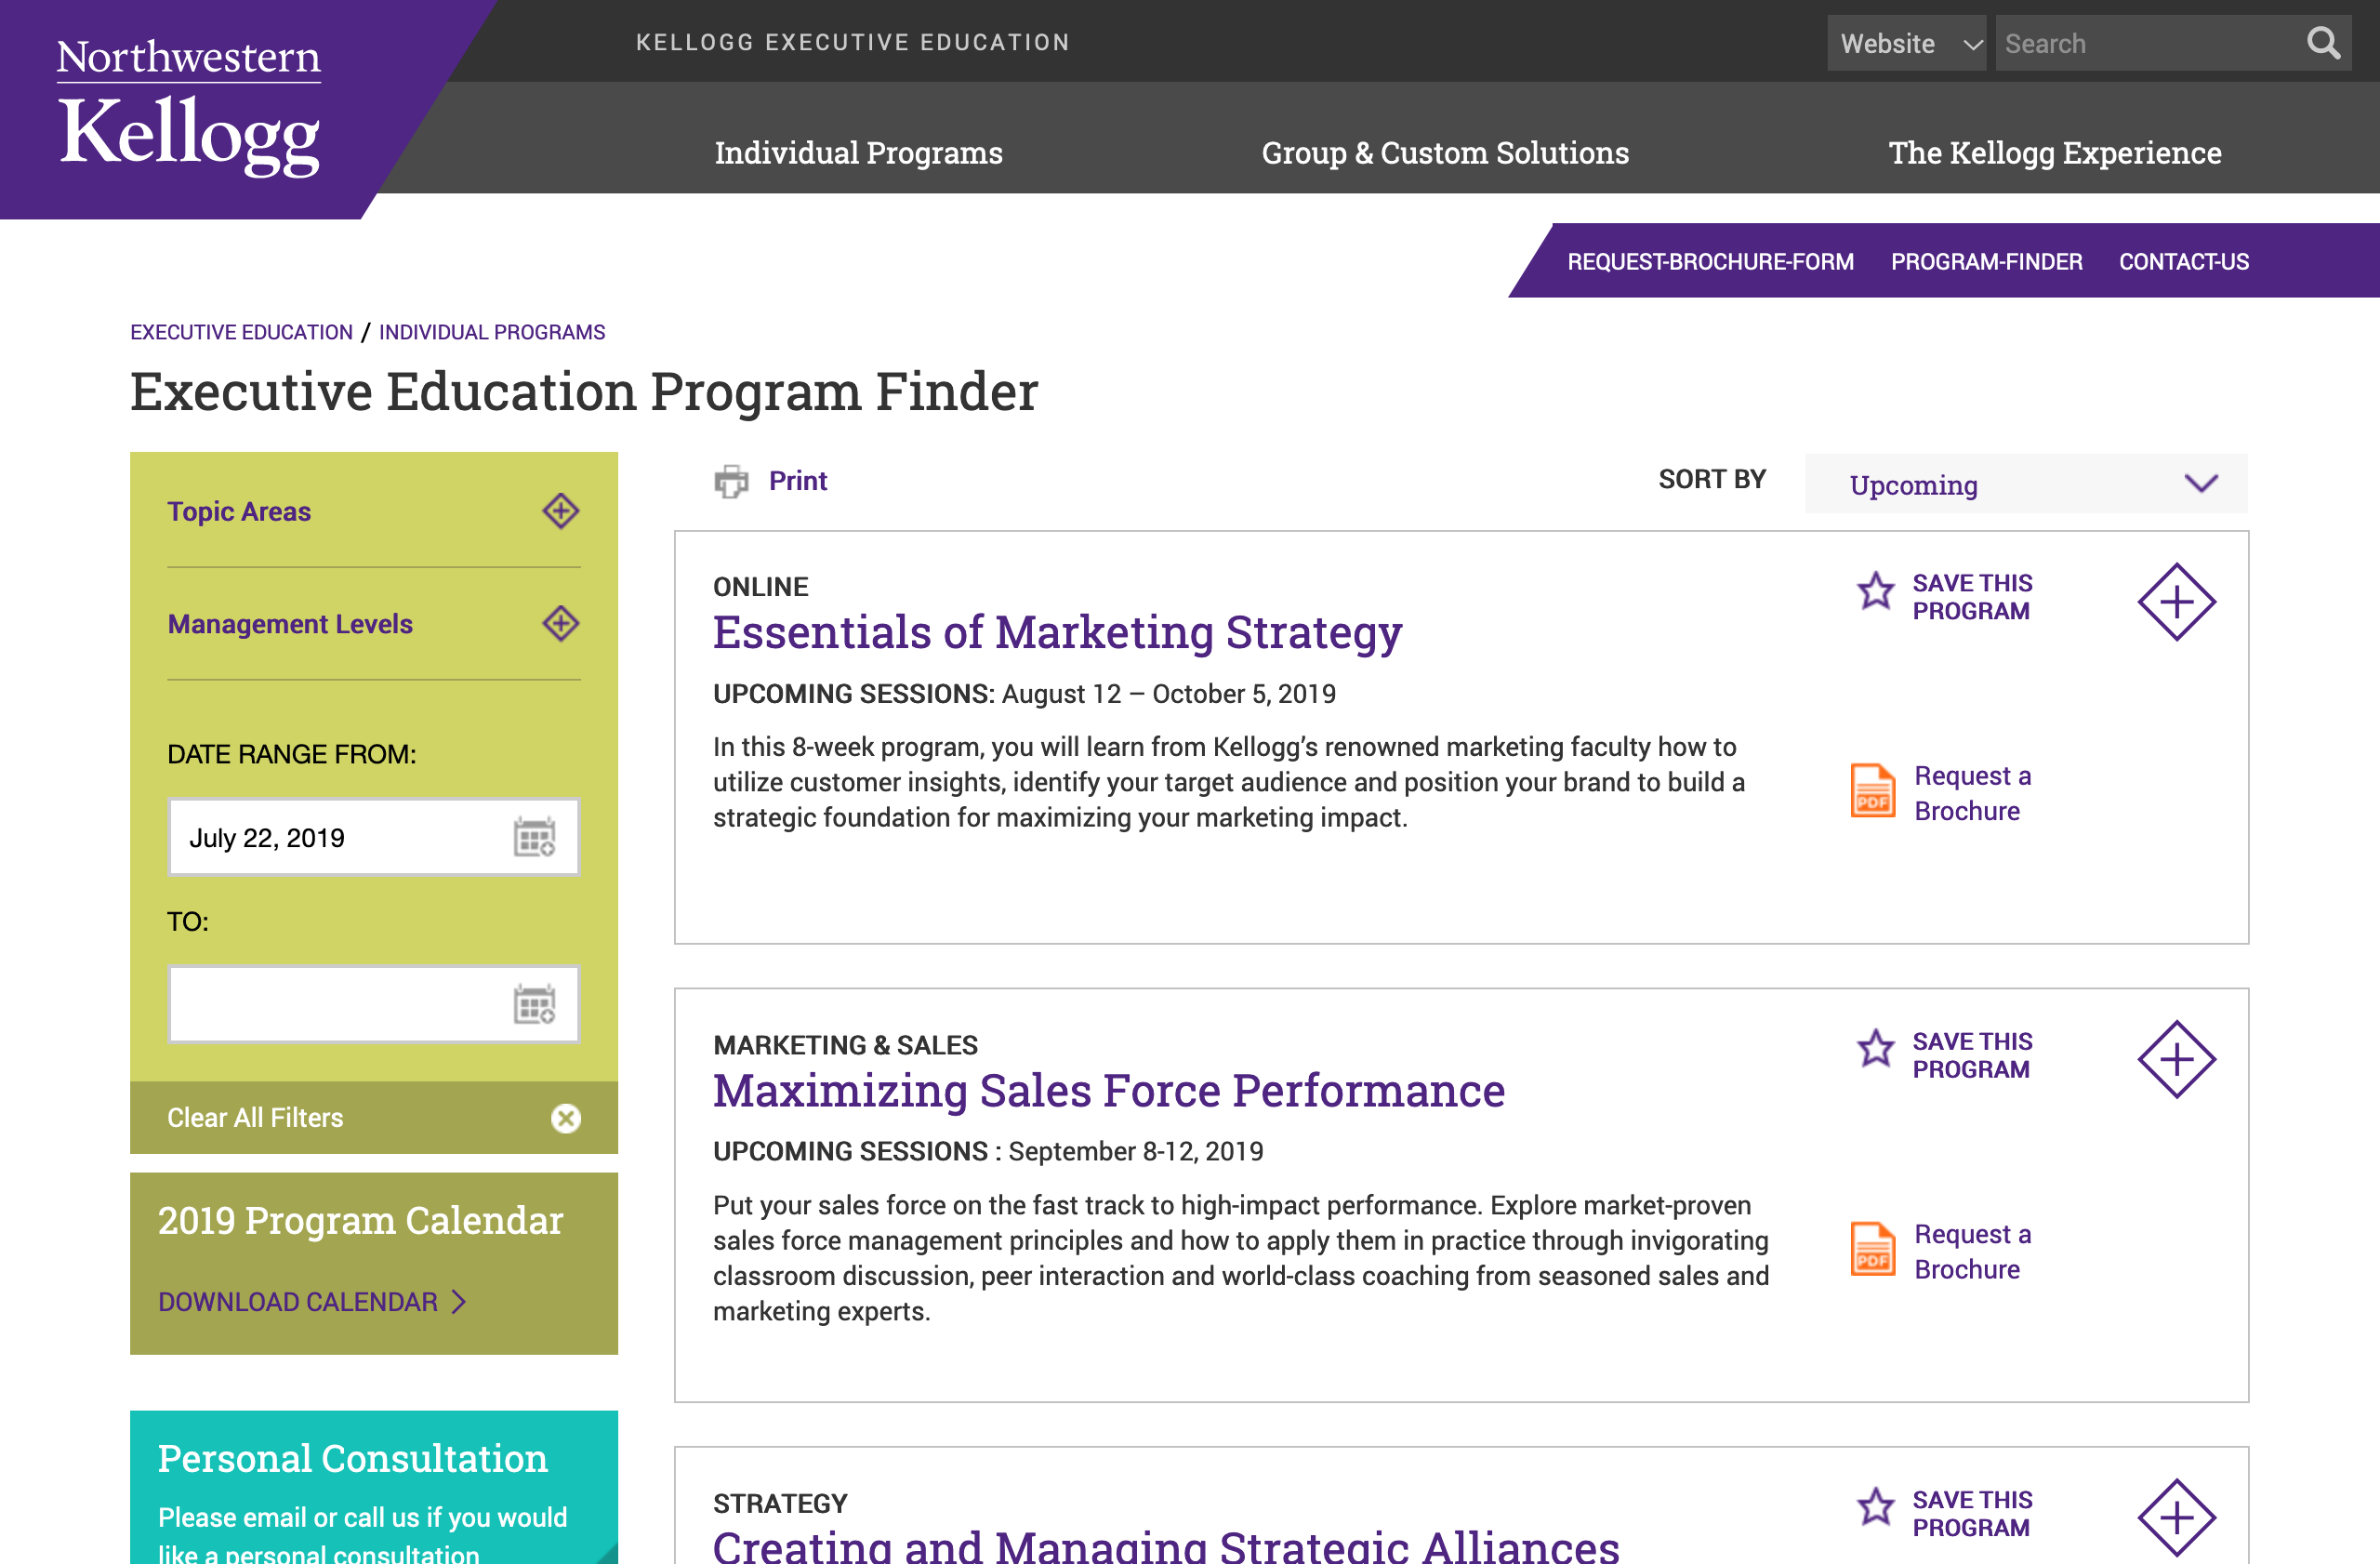 Northwestern
Kellogg
KELLOGG EXECUTIVE EDUCATION
Website
Search
Individual Programs
Group & Custom Solutions
The Kellogg Experience
REQUEST-BROCHURE-FORM
PROGRAM-FINDER
CONTACT-US
EXECUTIVE EDUCATION / INDIVIDUAL PROGRAMS
Executive Education Program Finder
Topic Areas
Management Levels
DATE RANGE FROM:
July 22, 2019
TO:
Clear All Filters
2019 Program Calendar
DOWNLOAD CALENDAR
Personal Consultation
Please email or call us if you would
like a personal consultation
Print
SORT BY
Upcoming
ONLINE
Essentials of Marketing Strategy
UPCOMING SESSIONS: August 12 – October 5, 2019
In this 8-week program, you will learn from Kellogg’s renowned marketing faculty how to
utilize customer insights, identify your target audience and position your brand to build a
strategic foundation for maximizing your marketing impact.
SAVE THIS
PROGRAM
PDF
Request a
Brochure
MARKETING & SALES
Maximizing Sales Force Performance
UPCOMING SESSIONS : September 8-12, 2019
Put your sales force on the fast track to high-impact performance. Explore market-proven
sales force management principles and how to apply them in practice through invigorating
classroom discussion, peer interaction and world-class coaching from seasoned sales and
marketing experts.
SAVE THIS
PROGRAM
PDF
Request a
Brochure
STRATEGY
Creating and Managing Strategic Alliances
SAVE THIS
PROGRAM